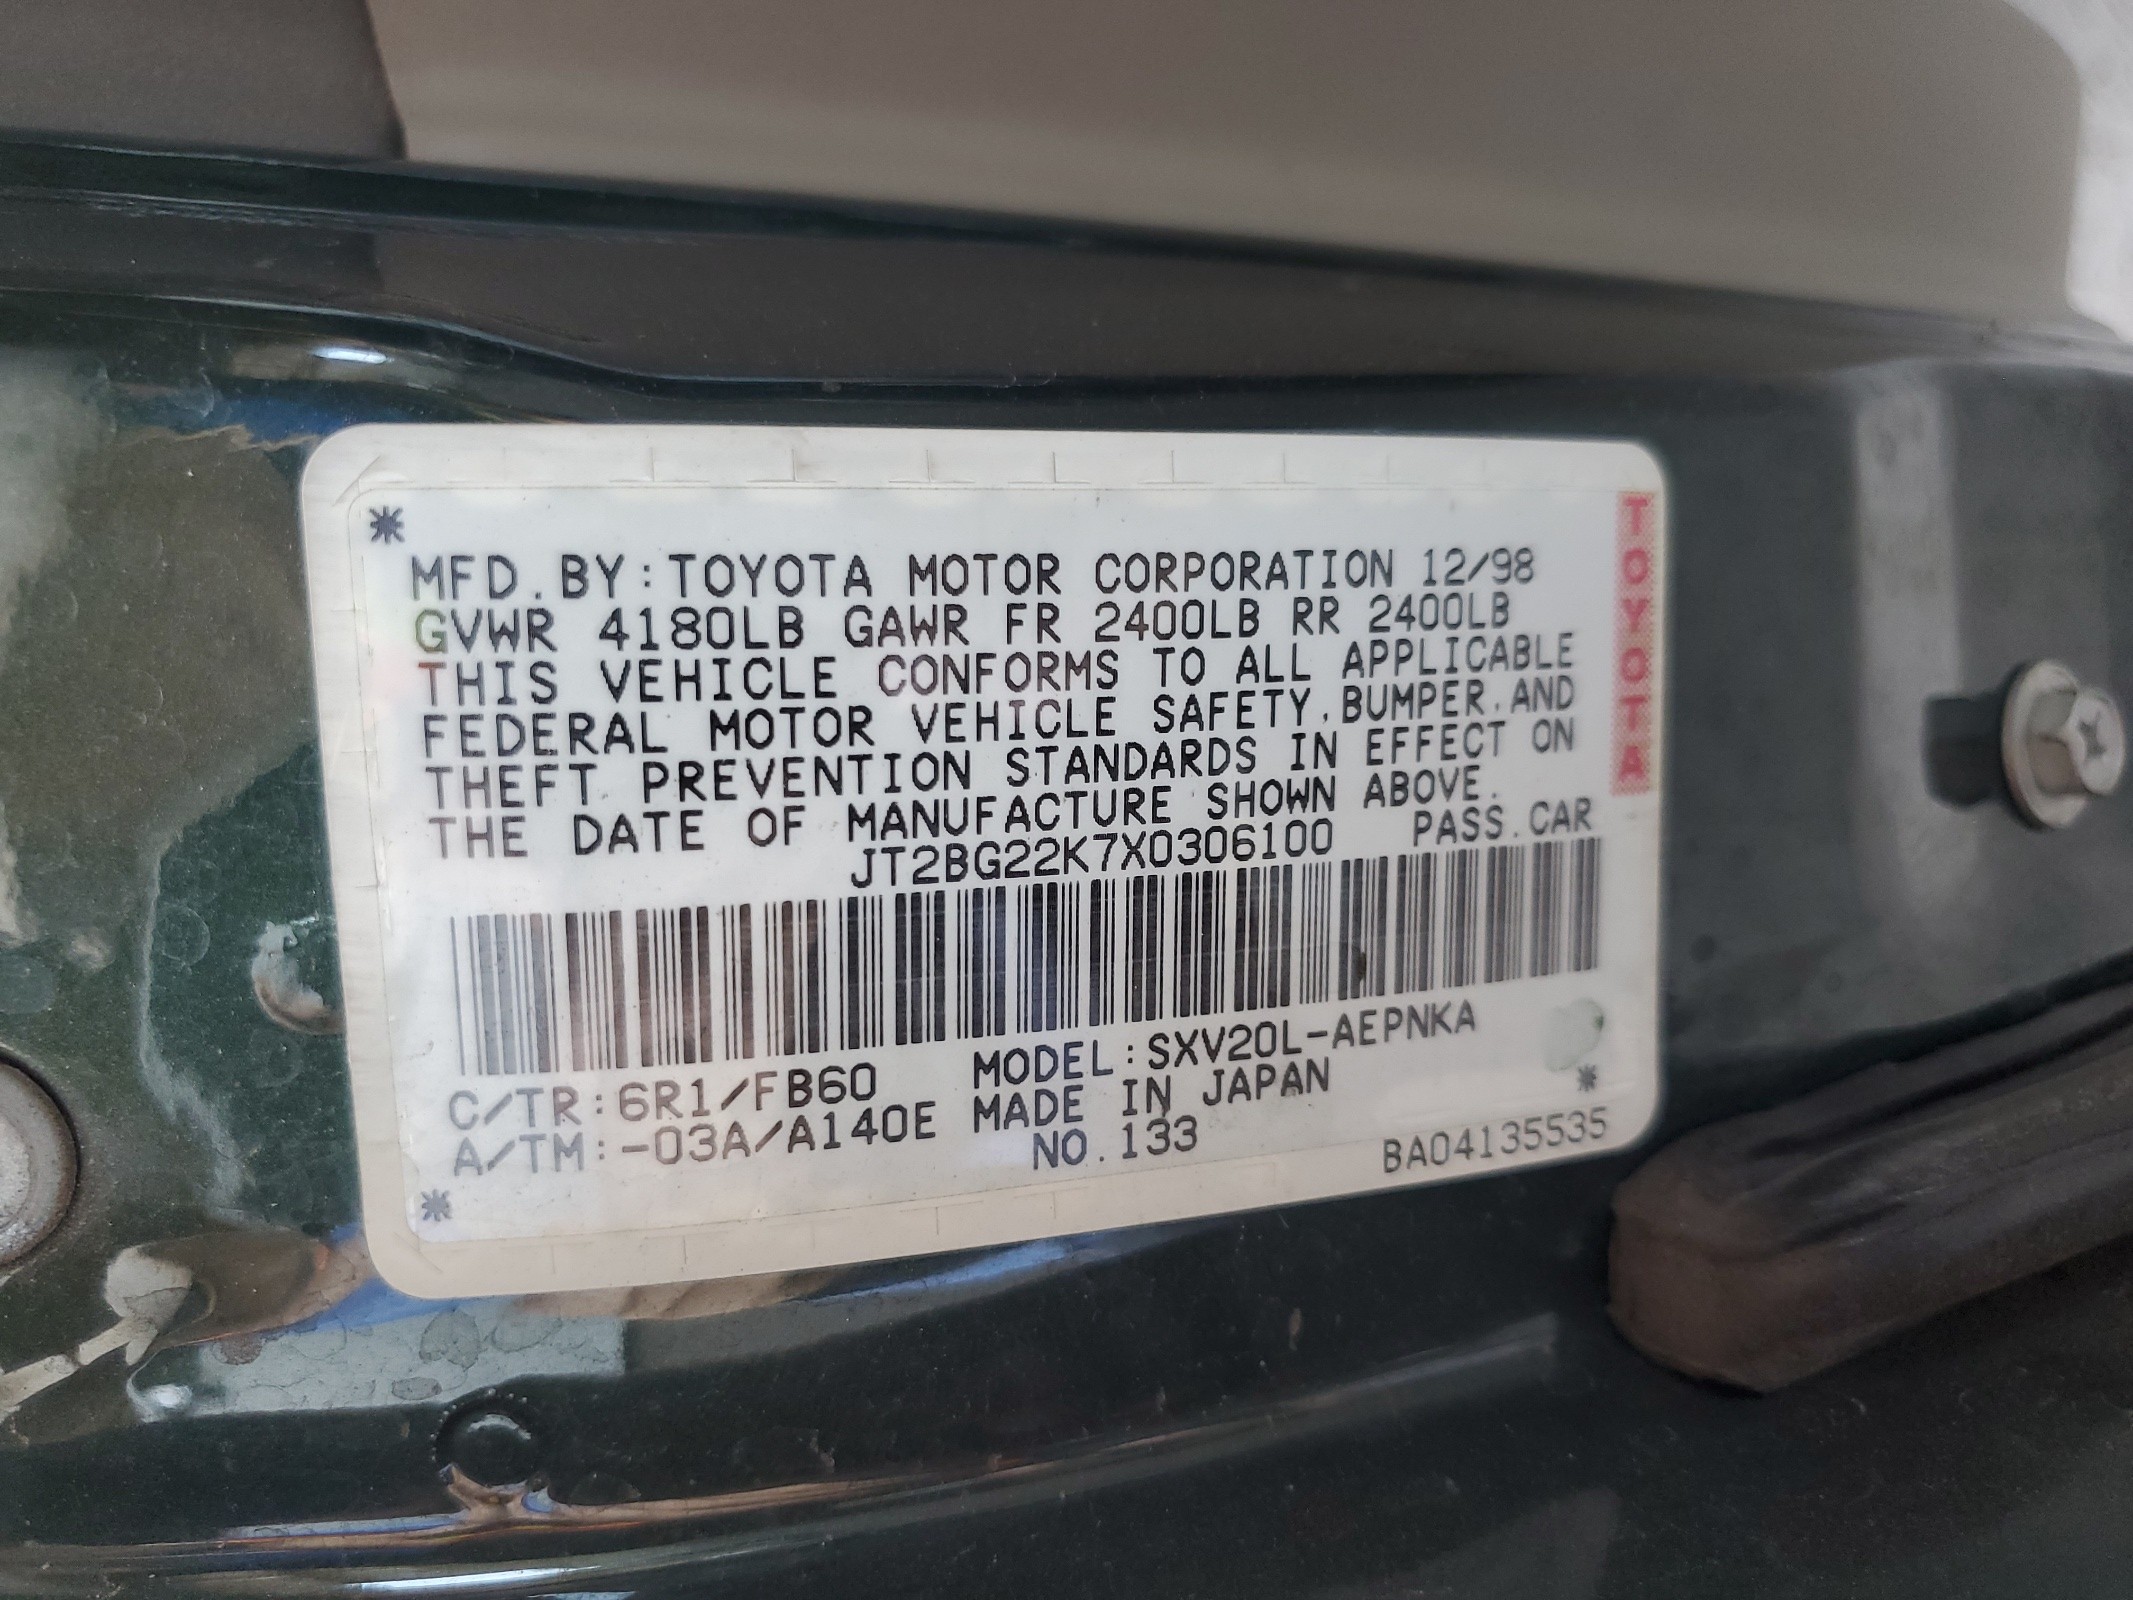 MFD.BY:TOYOTA MOTOR CORPORATION 12/98
GVWR 4180LB GAWR FR 2400LB RR 2400LB
THIS VEHICLE CONFORMS TO ALL APPLICABLE
FEDERAL MOTOR VEHICLE SAFETY,BUMPER,AND
THEFT PREVENTION STANDARDS IN EFFECT ON
THE DATE OF MANUFACTURE SHOWN ABOVE.
JT2BG22K7X0306100 PASS.CAR
C/TR:6R1/FB60 MODEL:SXV20L-AEPNKA
A/TM:-03A/A140E MADE IN JAPAN
NO.133 BA04135535
TOYOTA